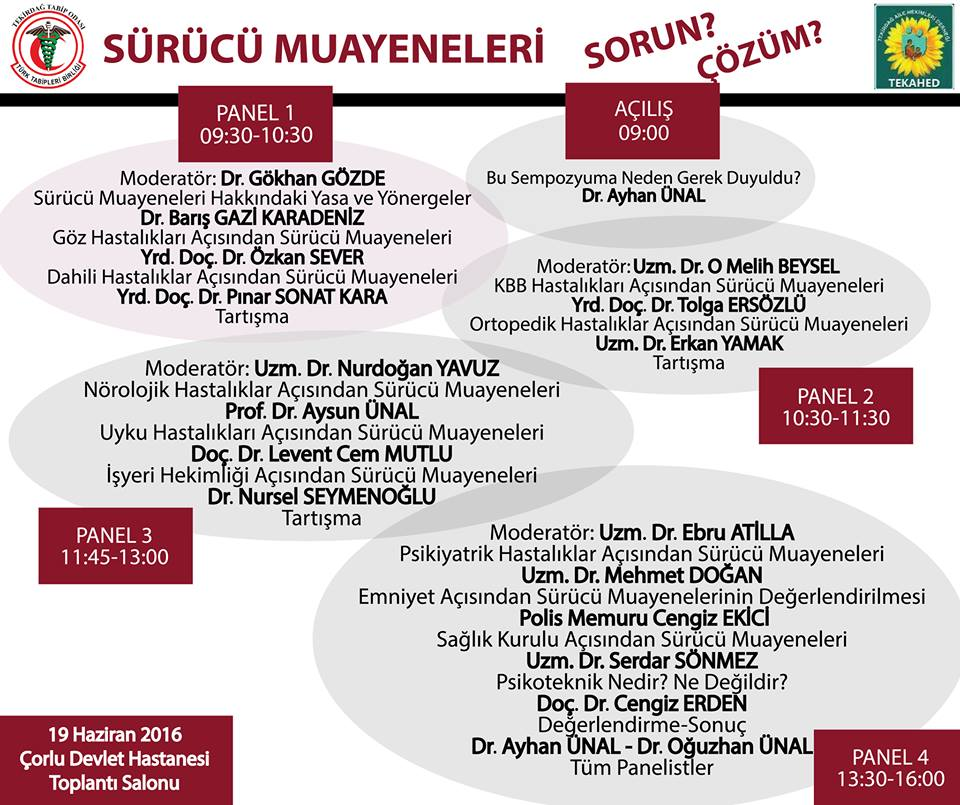 TEKİRDAĞ TABİP ODASI
TÜRK TABİPLERİ BİRLİĞİ
SÜRÜCÜ MUAYENELERİ
SORUN?
ÇÖZÜM?
TEKİRDAĞ AİLE HEKİMLERİ DERNEĞİ
TEKAHED
AÇILIŞ
09:00
Bu Sempozyuma Neden Gerek Duyuldu?
Dr. Ayhan ÜNAL
PANEL 1
09:30-10:30
Moderatör: Dr. Gökhan GÖZDE
Sürücü Muayeneleri Hakkındaki Yasa ve Yönergeler
Dr. Barış GAZİ KARADENİZ
Göz Hastalıkları Açısından Sürücü Muayeneleri
Yrd. Doç. Dr. Özkan SEVER
Dahili Hastalıklar Açısından Sürücü Muayeneleri
Yrd. Doç. Dr. Pınar SONAT KARA
Tartışma
Moderatör: Uzm. Dr. O Melih BEYSEL
KBB Hastalıkları Açısından Sürücü Muayeneleri
Yrd. Doç. Dr. Tolga ERSÖZLÜ
Ortopedik Hastalıklar Açısından Sürücü Muayeneleri
Uzm. Dr. Erkan YAMAK
Tartışma
PANEL 2
10:30-11:30
Moderatör: Uzm. Dr. Nurdoğan YAVUZ
Nörolojik Hastalıklar Açısından Sürücü Muayeneleri
Prof. Dr. Aysun ÜNAL
Uyku Hastalıkları Açısından Sürücü Muayeneleri
Doç. Dr. Levent Cem MUTLU
İşyeri Hekimliği Açısından Sürücü Muayeneleri
Dr. Nursel SEYMENOĞLU
Tartışma
PANEL 3
11:45-13:00
Moderatör: Uzm. Dr. Ebru ATİLLA
Psikiyatrik Hastalıklar Açısından Sürücü Muayeneleri
Uzm. Dr. Mehmet DOĞAN
Emniyet Açısından Sürücü Muayenelerinin Değerlendirilmesi
Polis Memuru Cengiz EKİCİ
Sağlık Kurulu Açısından Sürücü Muayeneleri
Uzm. Dr. Serdar SÖNMEZ
Psikoteknik Nedir? Ne Değildir?
Doç. Dr. Cengiz ERDEN
Değerlendirme-Sonuç
Dr. Ayhan ÜNAL - Dr. Oğuzhan ÜNAL
Tüm Panelistler
PANEL 4
13:30-16:00
19 Haziran 2016
Çorlu Devlet Hastanesi
Toplantı Salonu